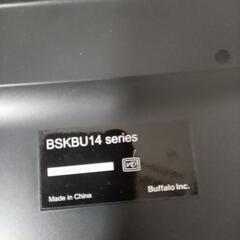 BSKBU14 series
Made in China
Buffalo Inc.